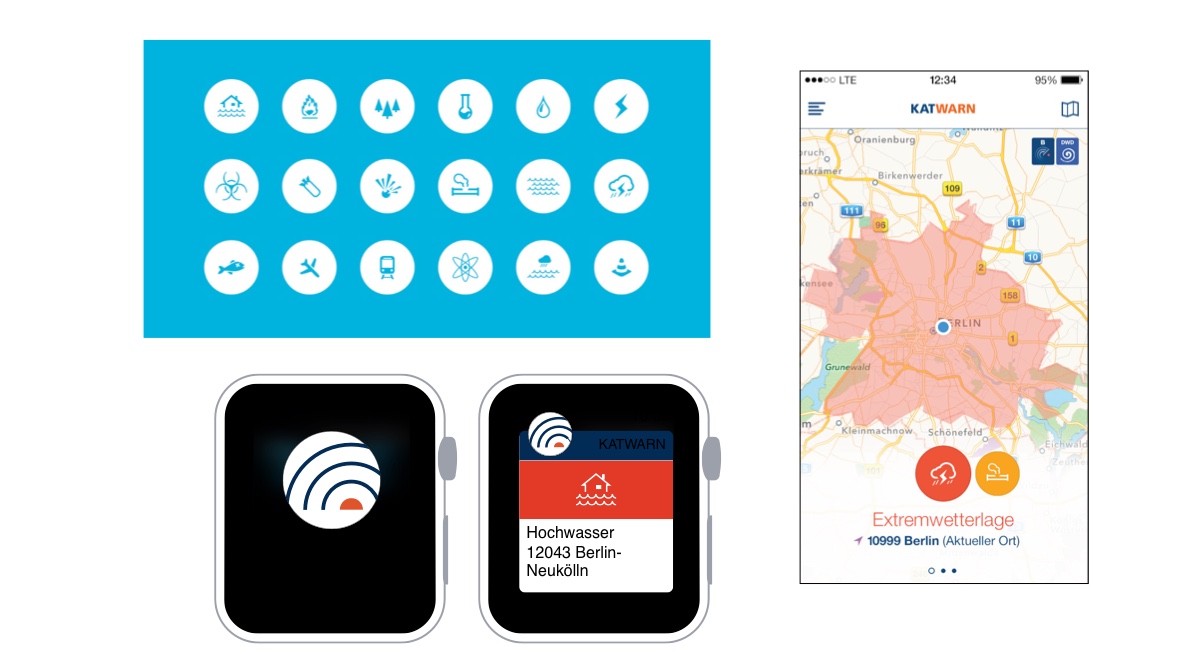 LTE 12:34 95%
KATWARN
Oranienburg
B DWD
Birkenwerder
109
111
96
11
10
2
158
BERLIN
1
Grunewald
Kleinmachnow Schönefeld
KATWARN
Hochwasser
12043 Berlin-
Neukölln
Extremwetterlage
10999 Berlin (Aktueller Ort)